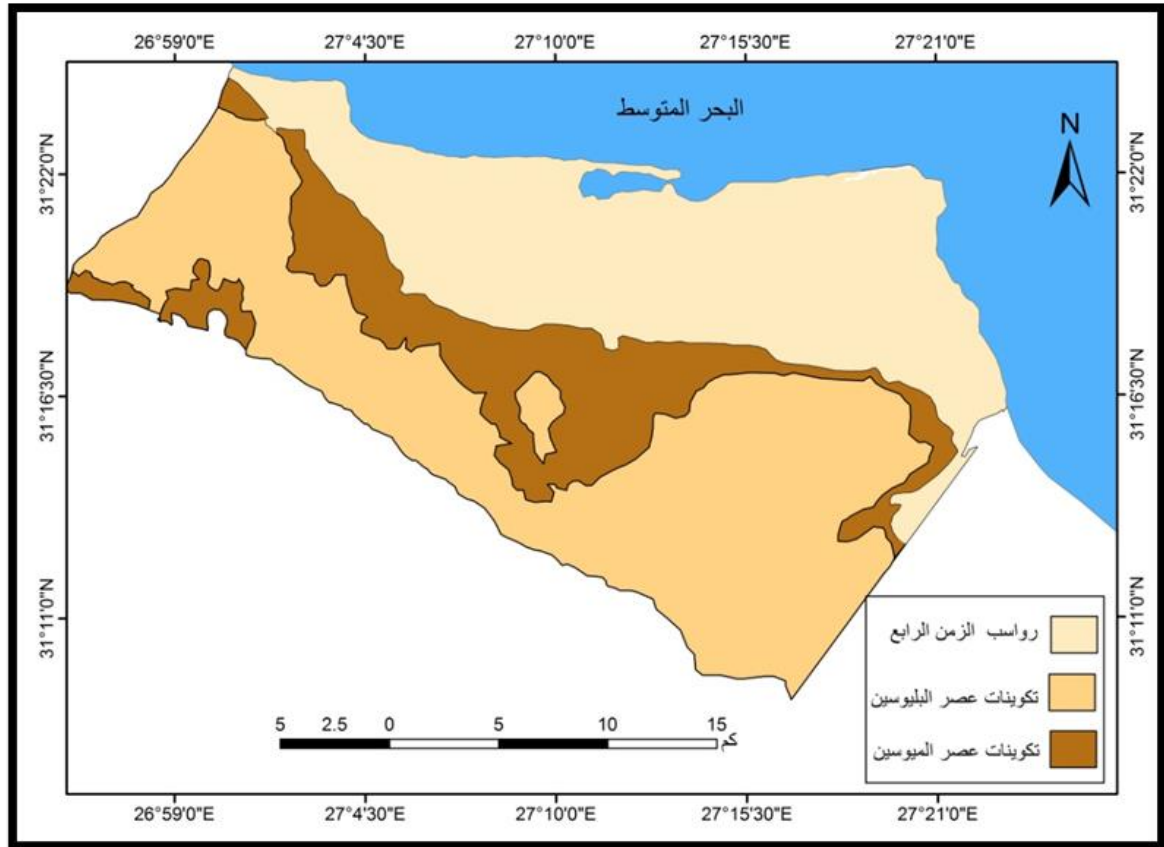 26°59'0"E 27°4'30"E 27°10'0"E 27°15'30"E 27°21'0"E
البحر المتوسط
N
31°22'0"N 31°22'0"N
31°16'30"N 31°16'30"N
31°11'0"N 31°11'0"N
رواسب الزمن الرابع
تكوينات عصر البليوسين
تكوينات عصر الميوسين
5 2.5 0 5 10 15
كم
26°59'0"E 27°4'30"E 27°10'0"E 27°15'30"E 27°21'0"E